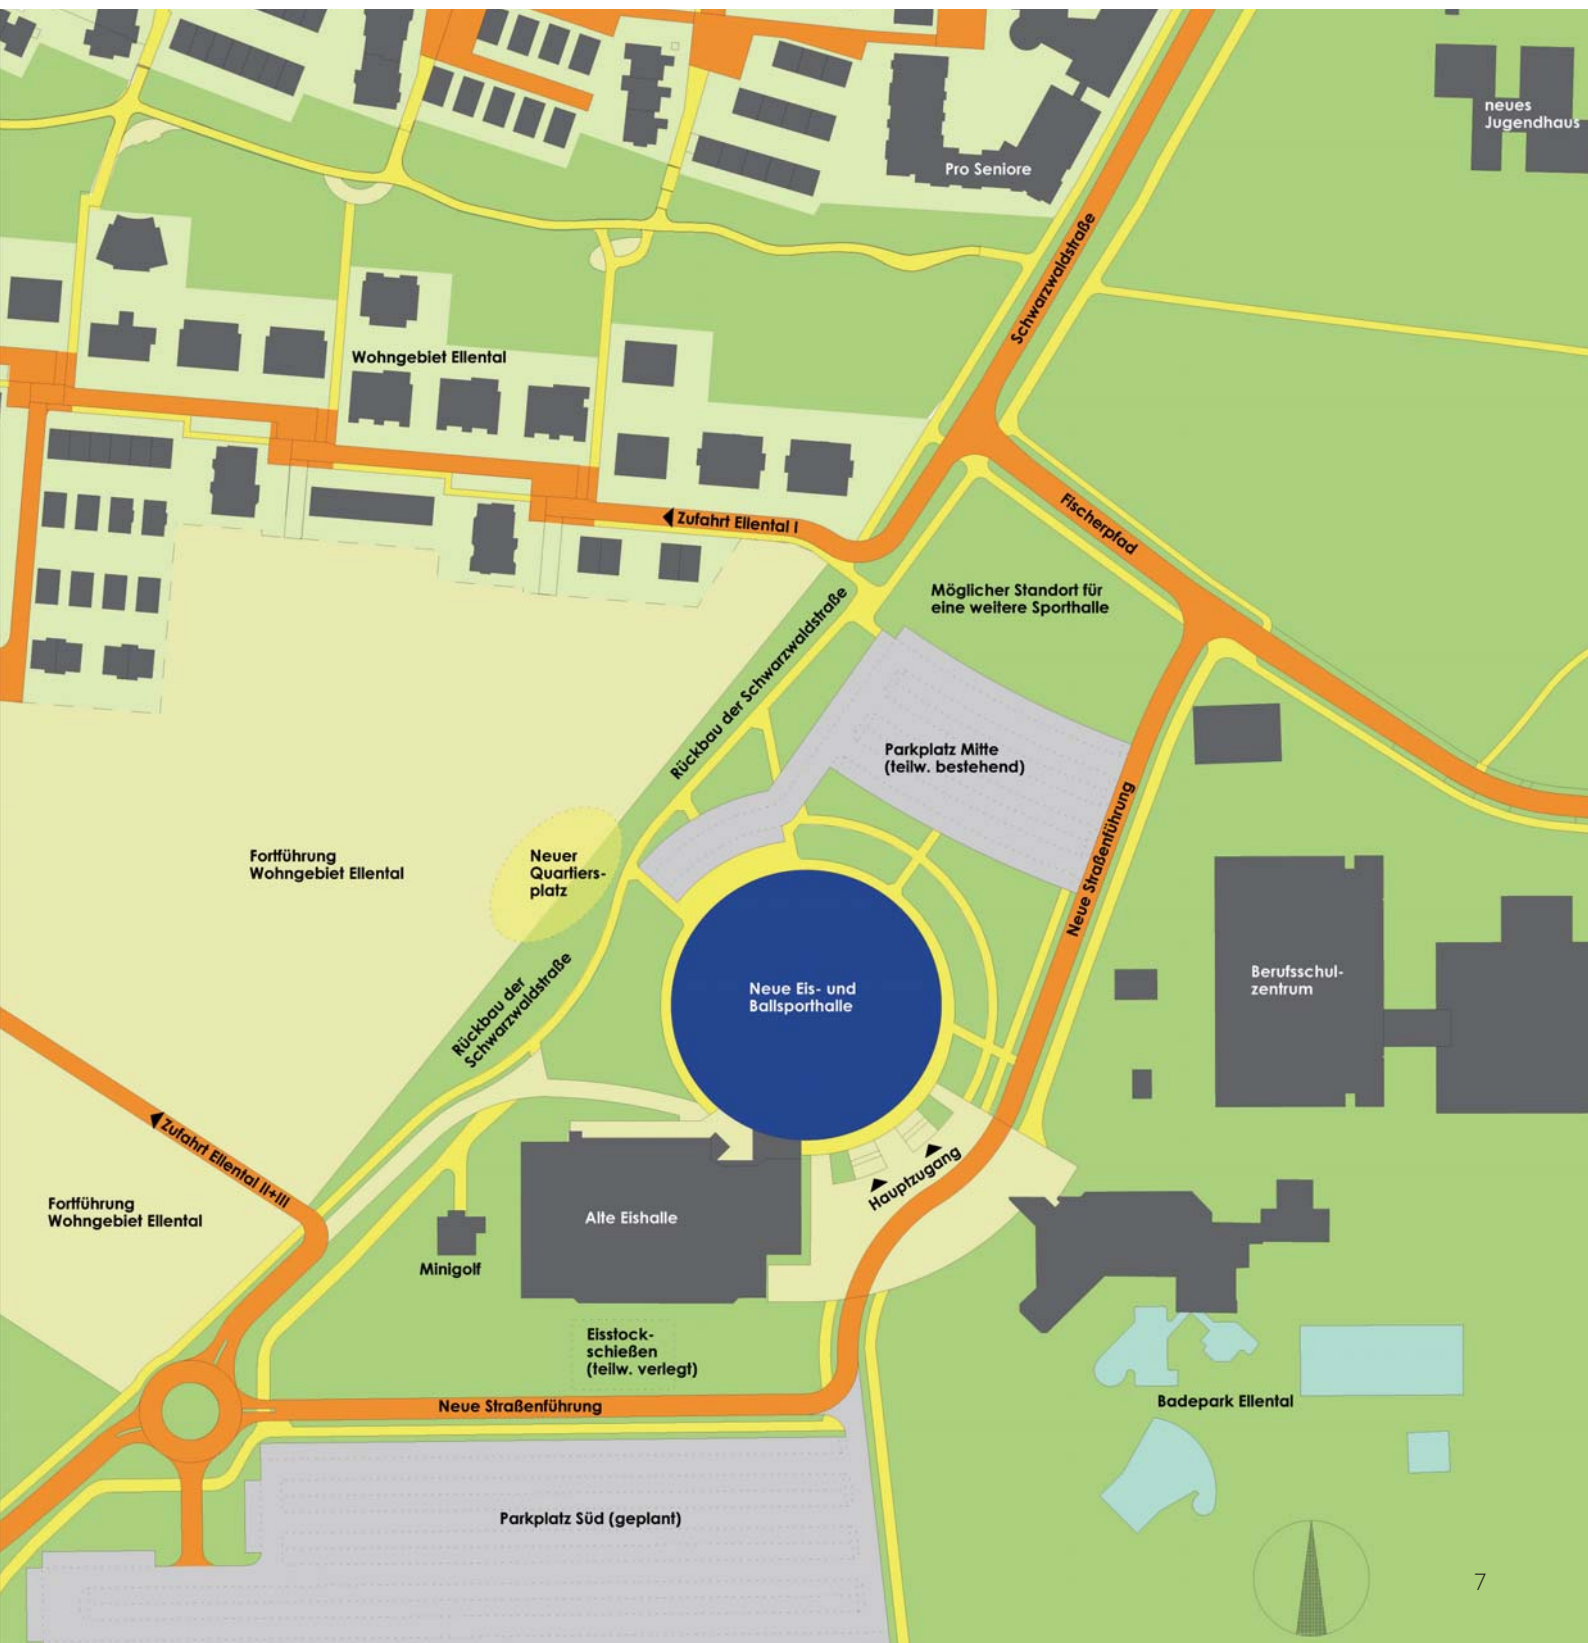 neues
Jugendhaus
Pro Seniore
Schwarzwaldstraße
Wohngebiet Ellental
Zufahrt Ellental I
Fischerpfad
Möglicher Standort für
eine weitere Sporthalle
Rückbau der Schwarzwaldstraße
Parkplatz Mitte
(teilw. bestehend)
Neue Straßenführung
Fortführung
Wohngebiet Ellental
Neuer
Quartiers-
platz
Berufsschul-
zentrum
Neue Eis- und
Ballsporthalle
Rückbau der
Schwarzwaldstraße
Zufahrt Ellental II+III
Hauptzugang
Fortführung
Wohngebiet Ellental
Alte Eishalle
Minigolf
Eisstock-
schießen
(teilw. verlegt)
Badepark Ellental
Neue Straßenführung
Parkplatz Süd (geplant)
7